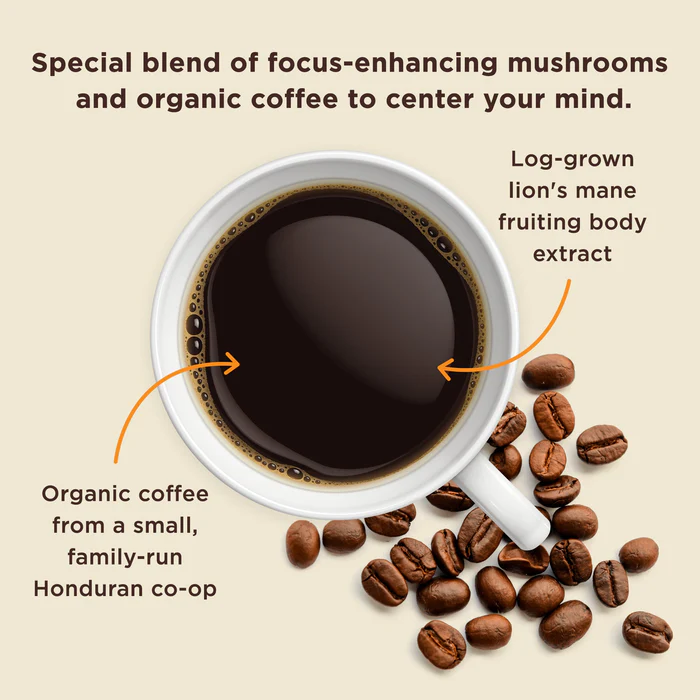 Special blend of focus-enhancing mushrooms
and organic coffee to center your mind.
Log-grown
lion's mane
fruiting body
extract
Organic coffee
from a small,
family-run
Honduran co-op